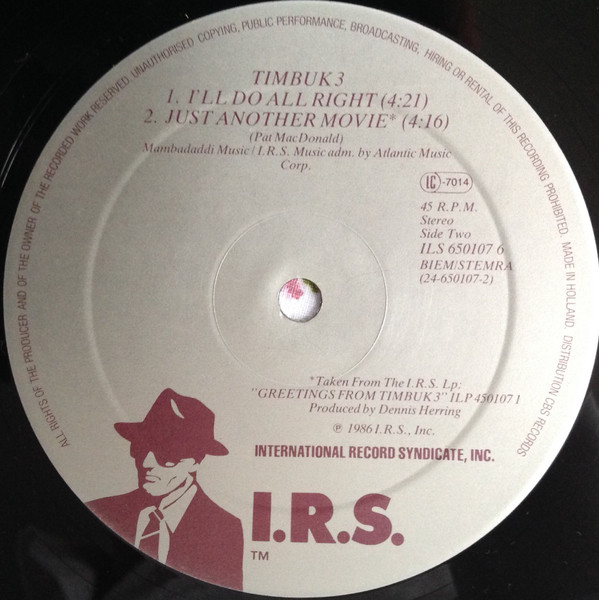 ALL RIGHTS OF THE PRODUCER AND OF THE OWNER OF THE RECORDED WORK RESERVED. UNAUTHORISED COPYING, PUBLIC PERFORMANCE, BROADCASTING, HIRING OR RENTAL OF THIS RECORDING PROHIBITED. MADE IN HOLLAND. DISTRIBUTION CBS RECORDS
TIMBUK 3
1. I'LL DO ALL RIGHT (4:21)
2. JUST ANOTHER MOVIE* (4:16)
(Pat MacDonald)
Mambadaddi Music / I.R.S. Music adm. by Atlantic Music
Corp.
LC -7014
45 R.P.M.
Stereo
Side Two
ILS 650107 6
BIEM/STEMRA
(24-650107-2)
*Taken From The I.R.S. Lp:
"GREETINGS FROM TIMBUK 3" ILP 450107 1
Produced by Dennis Herring
℗ 1986 I.R.S., Inc.
INTERNATIONAL RECORD SYNDICATE, INC.
I.R.S.
TM